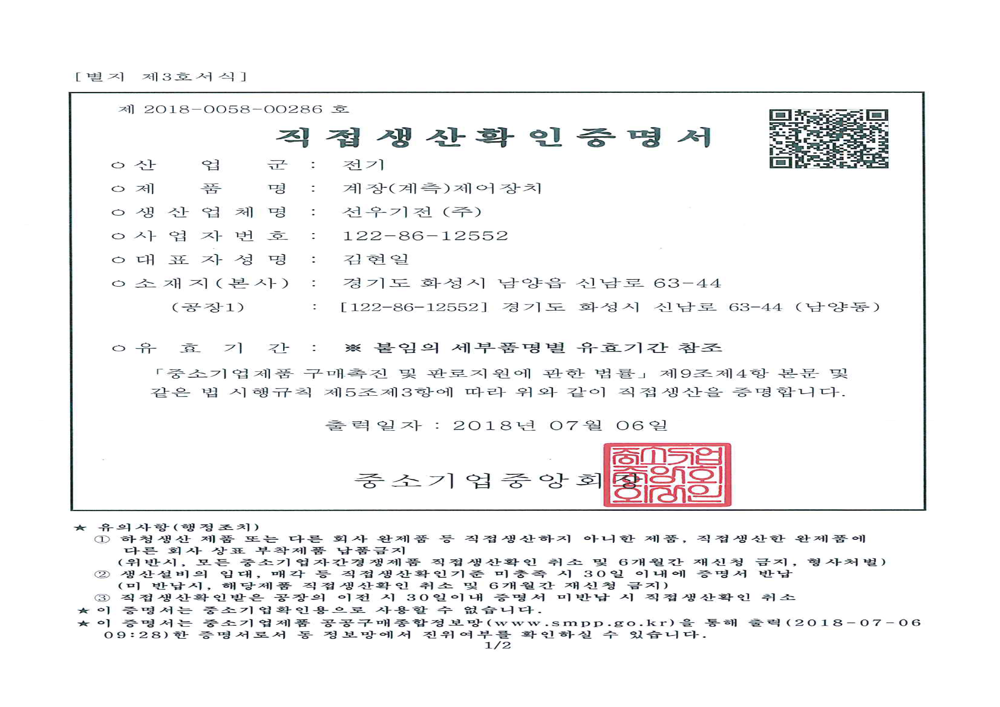 [별지 제3호서식]
제 2018-0058-00286 호
직접생산확인증명서
ㅇ 산 업 군 : 전기
ㅇ 제 품 명 : 계장(계측)제어장치
ㅇ 생 산 업 체 명 : 선우기전 (주)
ㅇ 사 업 자 번 호 : 122-86-12552
ㅇ 대 표 자 성 명 : 김현일
ㅇ 소 재 지 (본 사) : 경기도 화성시 남양읍 신남로 63-44
(공장1) : [122-86-12552] 경기도 화성시 신남로 63-44 (남양동)
ㅇ 유 효 기 간 : ※ 붙임의 세부품명별 유효기간 참조
「중소기업제품 구매촉진 및 판로지원에 관한 법률」 제9조제4항 본문 및
같은 법 시행규칙 제5조제3항에 따라 위와 같이 직접생산을 증명합니다.
출력일자 : 2018년 07월 06일
중소기업중앙회장
중소기업
중앙회
회장인
★ 유의사항(행정조치)
① 하청생산 제품 또는 다른 회사 완제품 등 직접생산하지 아니한 제품, 직접생산한 완제품에
다른 회사 상표 부착제품 납품금지
(위반시, 모든 중소기업자간경쟁제품 직접생산확인 취소 및 6개월간 재신청 금지, 형사처벌)
② 생산설비의 임대, 매각 등 직접생산확인기준 미충족 시 30일 이내에 증명서 반납
(미 반납시, 해당제품 직접생산확인 취소 및 6개월간 재신청 금지)
③ 직접생산확인받은 공장의 이전 시 30일이내 증명서 미반납 시 직접생산확인 취소
★ 이 증명서는 중소기업확인용으로 사용할 수 없습니다.
★ 이 증명서는 중소기업제품 공공구매종합정보망(www.smpp.go.kr)을 통해 출력(2018-07-06
09:28)한 증명서로서 동 정보망에서 진위여부를 확인하실 수 있습니다.
1/2